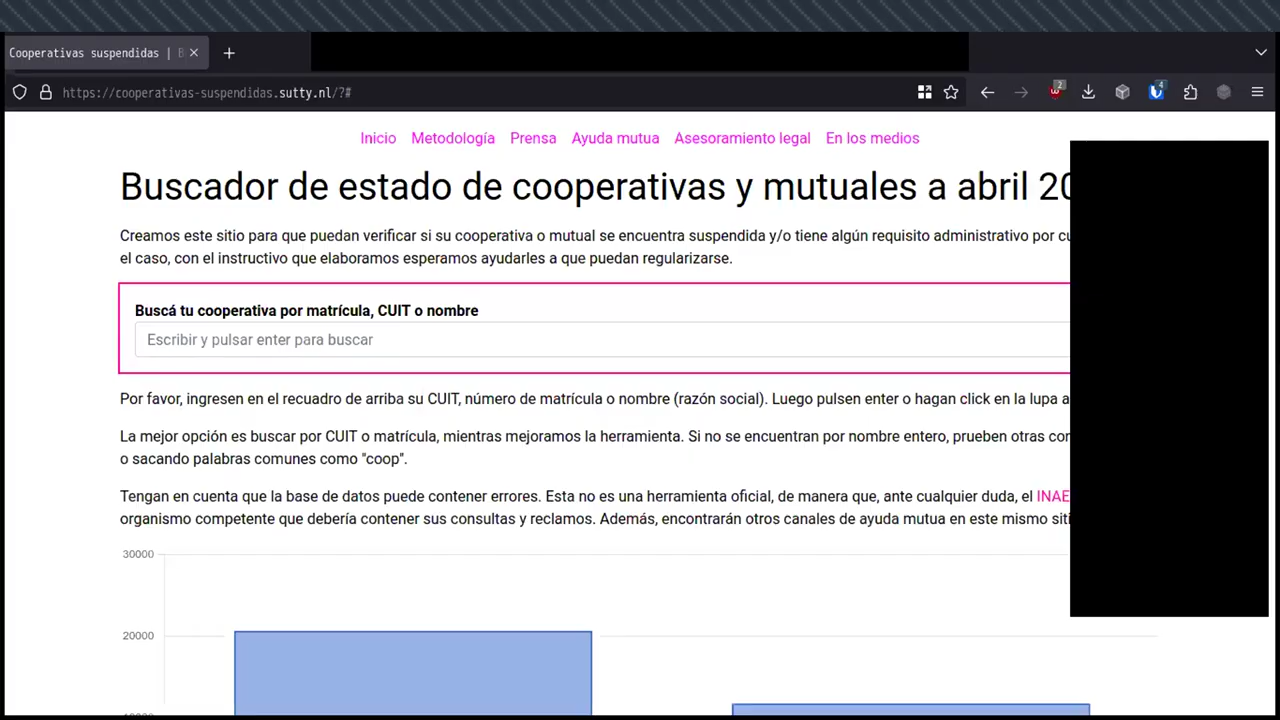 Cooperativas suspendidas | B
https://cooperativas-suspendidas.sutty.nl/?#
2
4
Inicio Metodología Prensa Ayuda mutua Asesoramiento legal En los medios
Buscador de estado de cooperativas y mutuales a abril
Creamos este sitio para que puedan verificar si su cooperativa o mutual se encuentra suspendida y/o tiene algún requisito administrativo por
el caso, con el instructivo que elaboramos esperamos ayudarles a que puedan regularizarse.
Buscá tu cooperativa por matrícula, CUIT o nombre
Escribir y pulsar enter para buscar
Por favor, ingresen en el recuadro de arriba su CUIT, número de matrícula o nombre (razón social). Luego pulsen enter o hagan click en la lupa
La mejor opción es buscar por CUIT o matrícula, mientras mejoramos la herramienta. Si no se encuentran por nombre entero, prueben otras
o sacando palabras comunes como "coop".
Tengan en cuenta que la base de datos puede contener errores. Esta no es una herramienta oficial, de manera que, ante cualquier duda, el INAE
organismo competente que debería contener sus consultas y reclamos. Además, encontrarán otros canales de ayuda mutua en este mismo
30000
20000